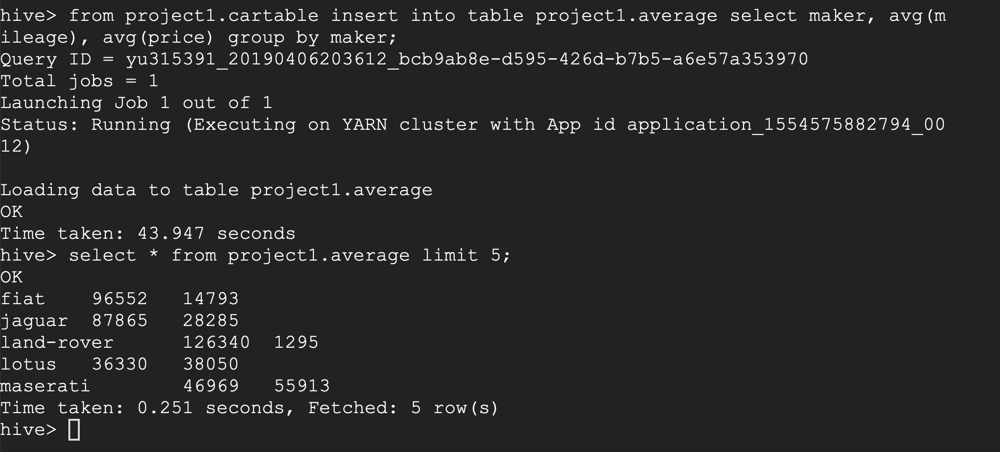 hive> from project1.cartable insert into table project1.average select maker, avg(m
ileage), avg(price) group by maker;
Query ID = yu315391_20190406203612_bcb9ab8e-d595-426d-b7b5-a6e57a353970
Total jobs = 1
Launching Job 1 out of 1
Status: Running (Executing on YARN cluster with App id application_1554575882794_00
12)

Loading data to table project1.average
OK
Time taken: 43.947 seconds
hive> select * from project1.average limit 5;
OK
fiat    96552   14793
jaguar  87865   28285
land-rover      126340  1295
lotus   36330   38050
maserati        46969   55913
Time taken: 0.251 seconds, Fetched: 5 row(s)
hive>